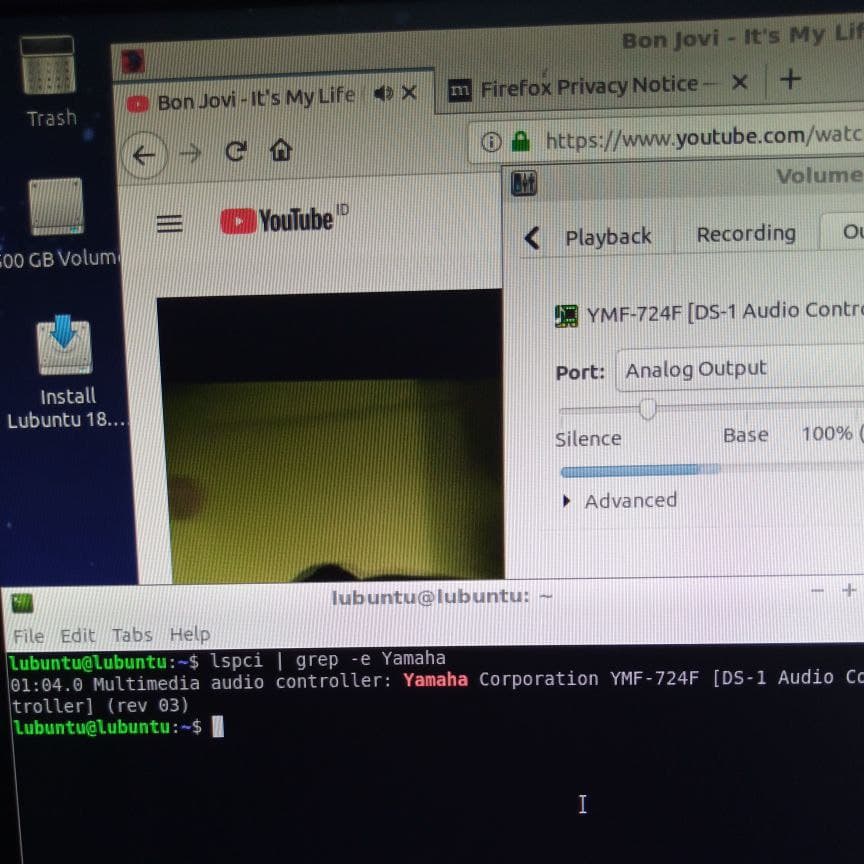 Trash
500 GB Volum
Install
Lubuntu 18....
Bon Jovi - It's My Lif
Bon Jovi - It's My Life
m Firefox Privacy Notice —
https://www.youtube.com/watc
YouTube ID
Volume
Playback
Recording
Ou
YMF-724F [DS-1 Audio Contro
Port: Analog Output
Silence
Base
100% (
Advanced
lubuntu@lubuntu: ~
File Edit Tabs Help
lubuntu@lubuntu:~$ lspci | grep -e Yamaha
01:04.0 Multimedia audio controller: Yamaha Corporation YMF-724F [DS-1 Audio Co
troller] (rev 03)
lubuntu@lubuntu:~$